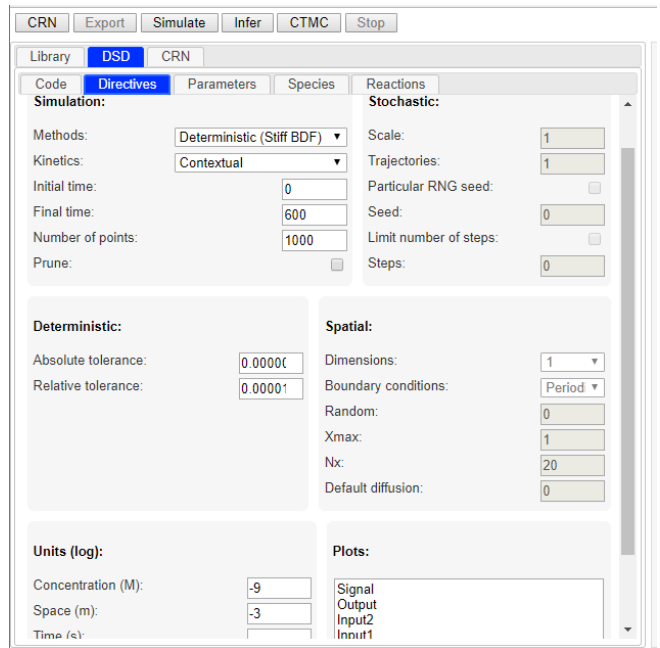 CRN Export Simulate Infer CTMC Stop
Library DSD CRN
Code Directives Parameters Species Reactions
Simulation:
Methods: Deterministic (Stiff BDF)
Kinetics: Contextual
Initial time: 0
Final time: 600
Number of points: 1000
Prune:
Stochastic:
Scale: 1
Trajectories: 1
Particular RNG seed:
Seed: 0
Limit number of steps:
Steps: 0
Deterministic:
Absolute tolerance: 0.00000
Relative tolerance: 0.00001
Spatial:
Dimensions: 1
Boundary conditions: Period
Random: 0
Xmax: 1
Nx: 20
Default diffusion: 0
Units (log):
Concentration (M): -9
Space (m): -3
Time (s):
Plots:
Signal
Output
Input2
Input1